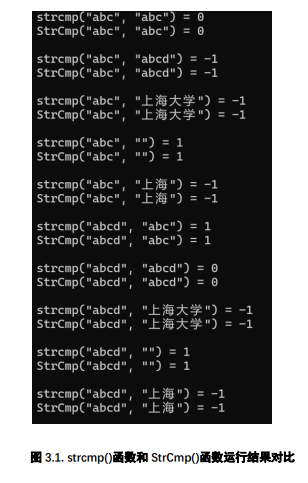 strcmp("abc", "abc") = 0
StrCmp("abc", "abc") = 0
strcmp("abc", "abcd") = -1
StrCmp("abc", "abcd") = -1
strcmp("abc", "上海大学") = -1
StrCmp("abc", "上海大学") = -1
strcmp("abc", "") = 1
StrCmp("abc", "") = 1
strcmp("abc", "上海") = -1
StrCmp("abc", "上海") = -1
strcmp("abcd", "abc") = 1
StrCmp("abcd", "abc") = 1
strcmp("abcd", "abcd") = 0
StrCmp("abcd", "abcd") = 0
strcmp("abcd", "上海大学") = -1
StrCmp("abcd", "上海大学") = -1
strcmp("abcd", "") = 1
StrCmp("abcd", "") = 1
strcmp("abcd", "上海") = -1
StrCmp("abcd", "上海") = -1
图 3.1. strcmp()函数和 StrCmp()函数运行结果对比